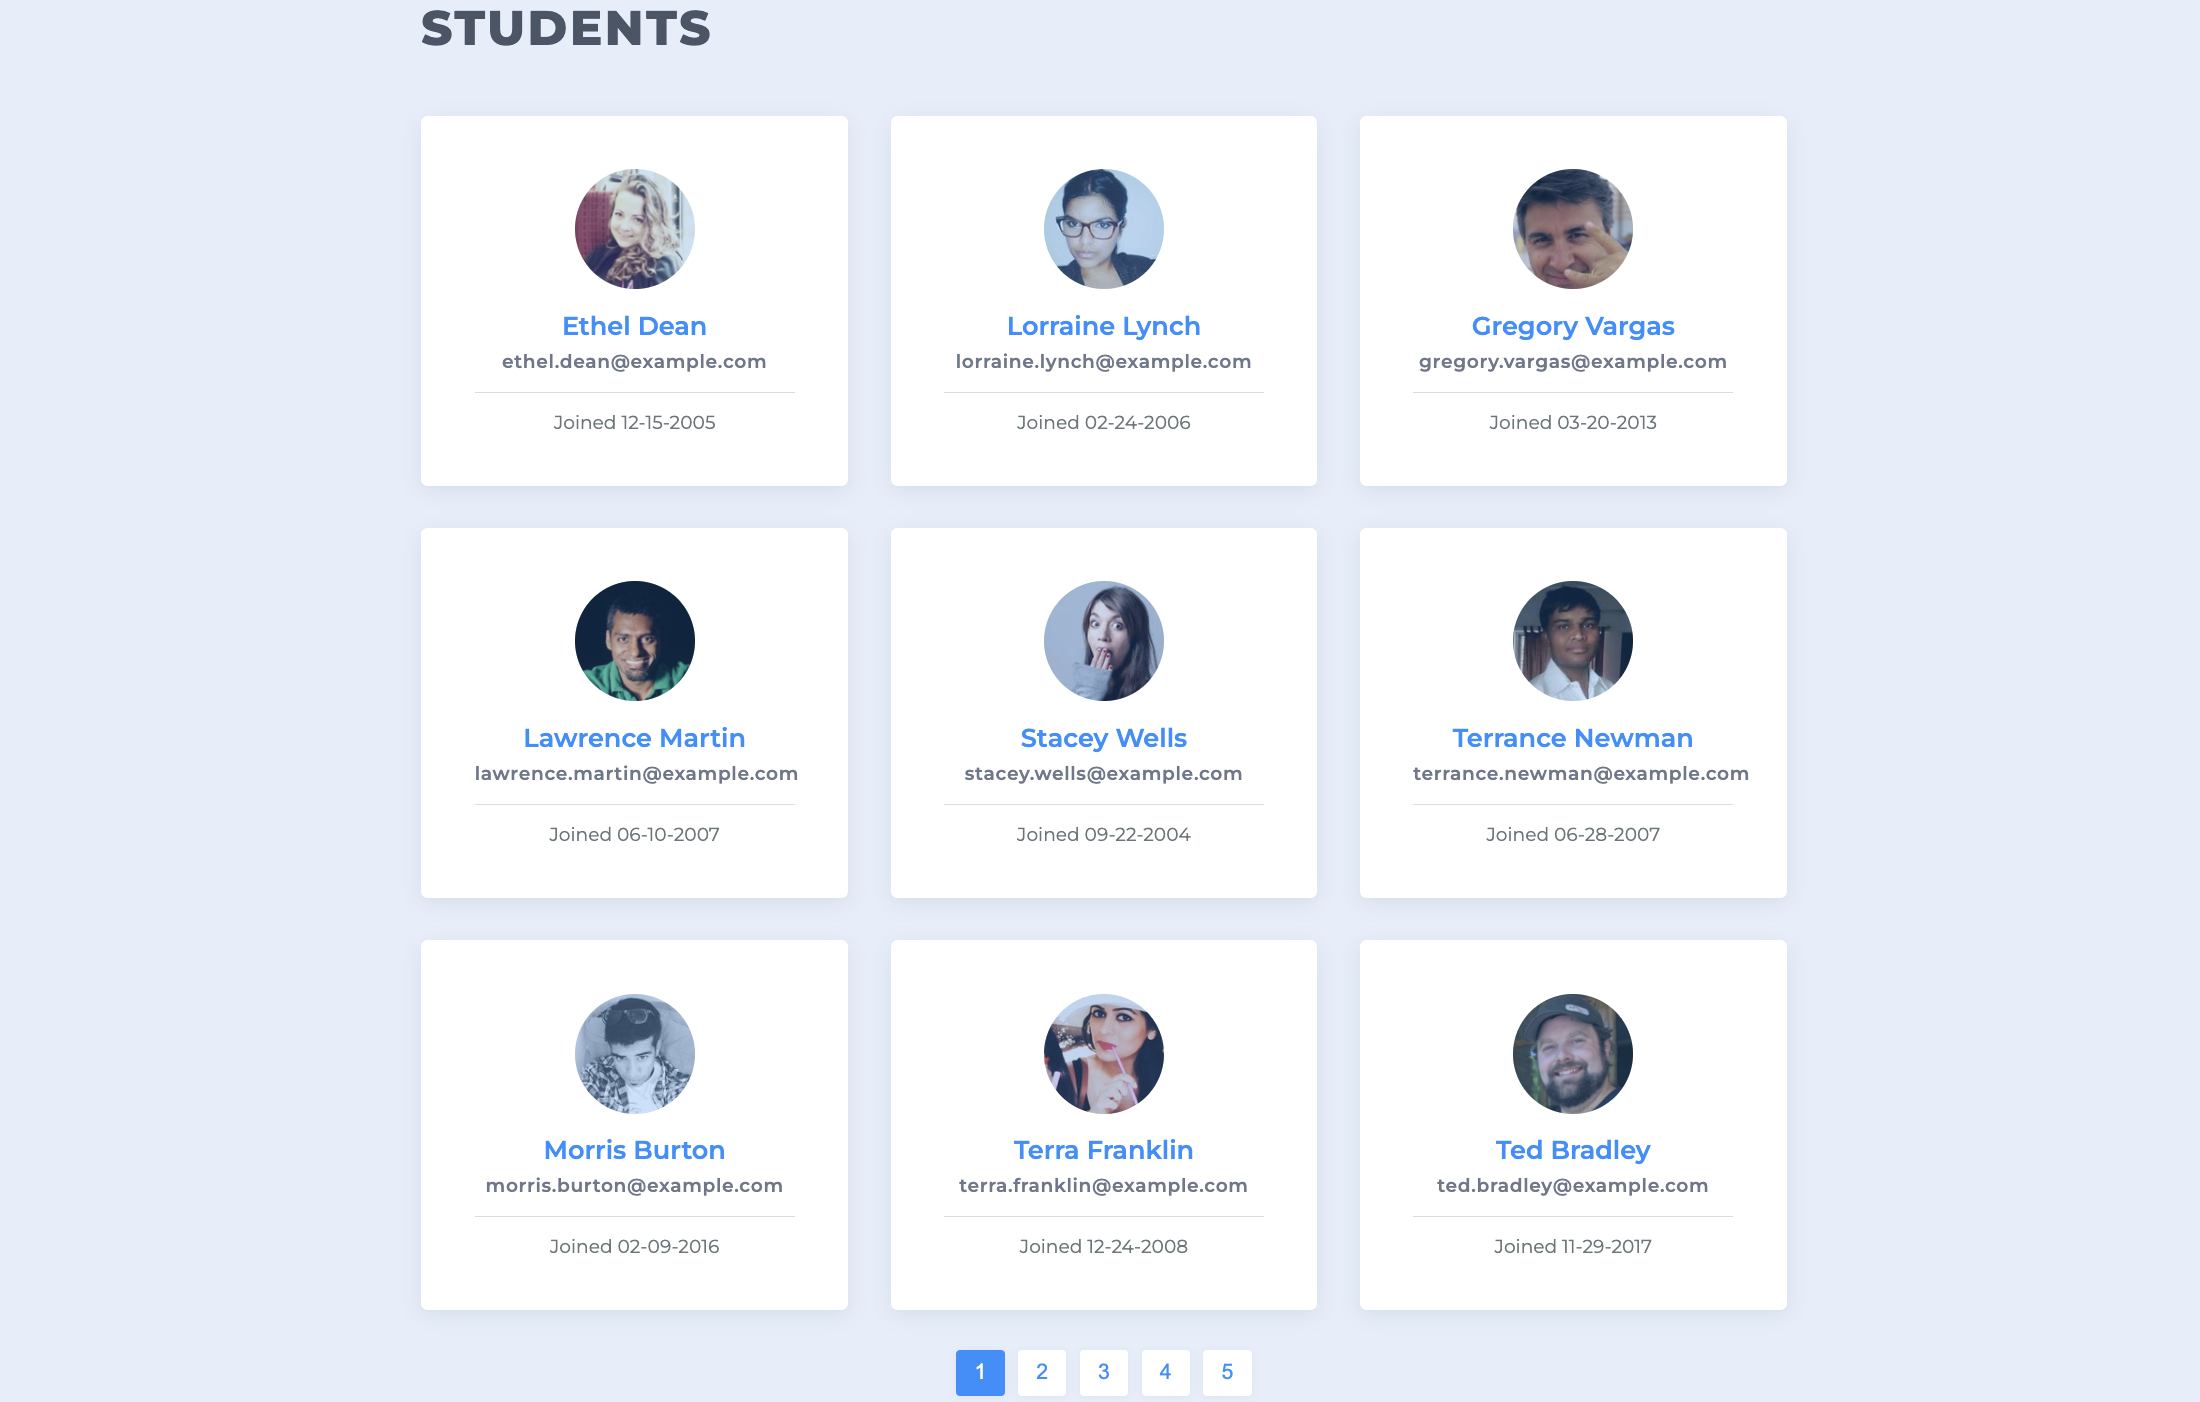 STUDENTS
Ethel Dean
ethel.dean@example.com
Joined 12-15-2005
Lorraine Lynch
lorraine.lynch@example.com
Joined 02-24-2006
Gregory Vargas
gregory.vargas@example.com
Joined 03-20-2013
Lawrence Martin
lawrence.martin@example.com
Joined 06-10-2007
Stacey Wells
stacey.wells@example.com
Joined 09-22-2004
Terrance Newman
terrance.newman@example.com
Joined 06-28-2007
Morris Burton
morris.burton@example.com
Joined 02-09-2016
Terra Franklin
terra.franklin@example.com
Joined 12-24-2008
Ted Bradley
ted.bradley@example.com
Joined 11-29-2017
1 2 3 4 5